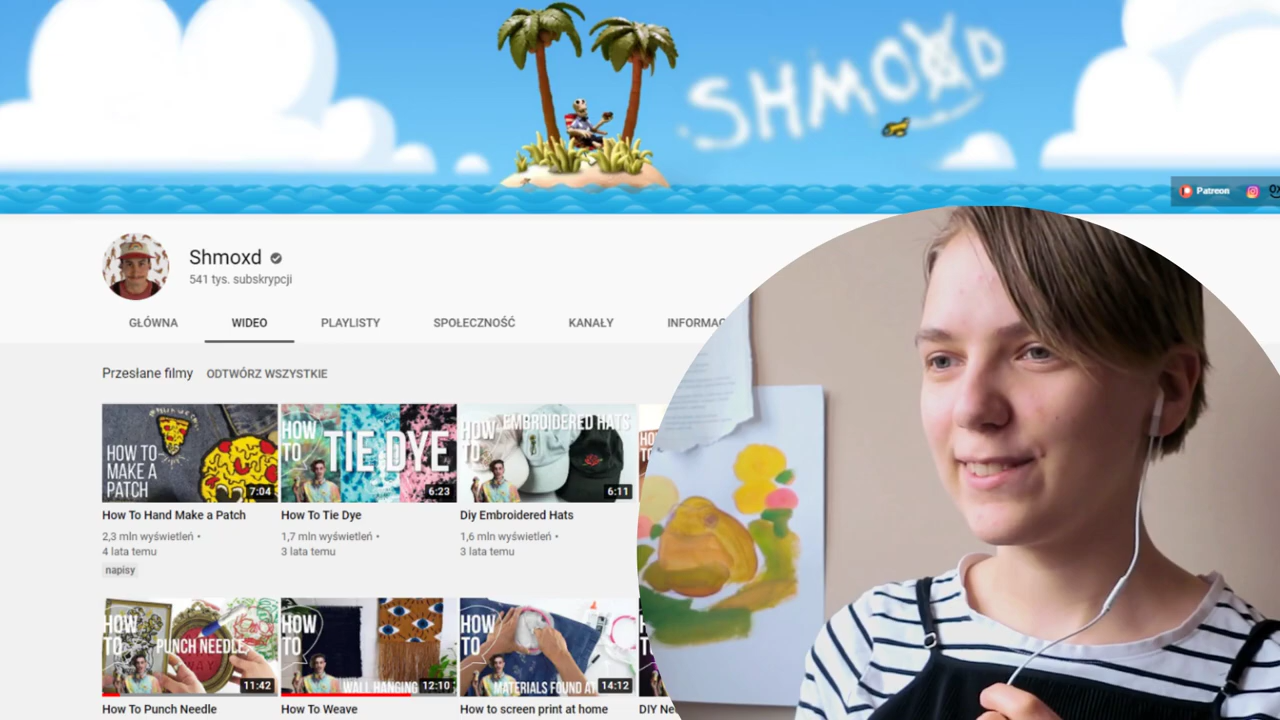 SHMOXD
Patreon
Shmoxd
541 tys. subskrypcji
GŁÓWNA WIDEO PLAYLISTY SPOŁECZNOŚĆ KANAŁY INFORMAC
Przesłane filmy ODTWÓRZ WSZYSTKIE
HOW TO
MAKE A
PATCH
7:04
HOW
TO
TIE DYE
6:23
HOW
TO
EMBROIDERED HATS
6:11
How To Hand Make a Patch
2,3 mln wyświetleń •
4 lata temu
napisy
How To Tie Dye
1,7 mln wyświetleń •
3 lata temu
Diy Embroidered Hats
1,6 mln wyświetleń •
3 lata temu
HOW
TO
PUNCH NEEDLE
11:42
HOW
TO
WALL HANGING
12:10
HOW
TO
MATERIALS FOUND AT
14:12
How To Punch Needle
How To Weave
How to screen print at home